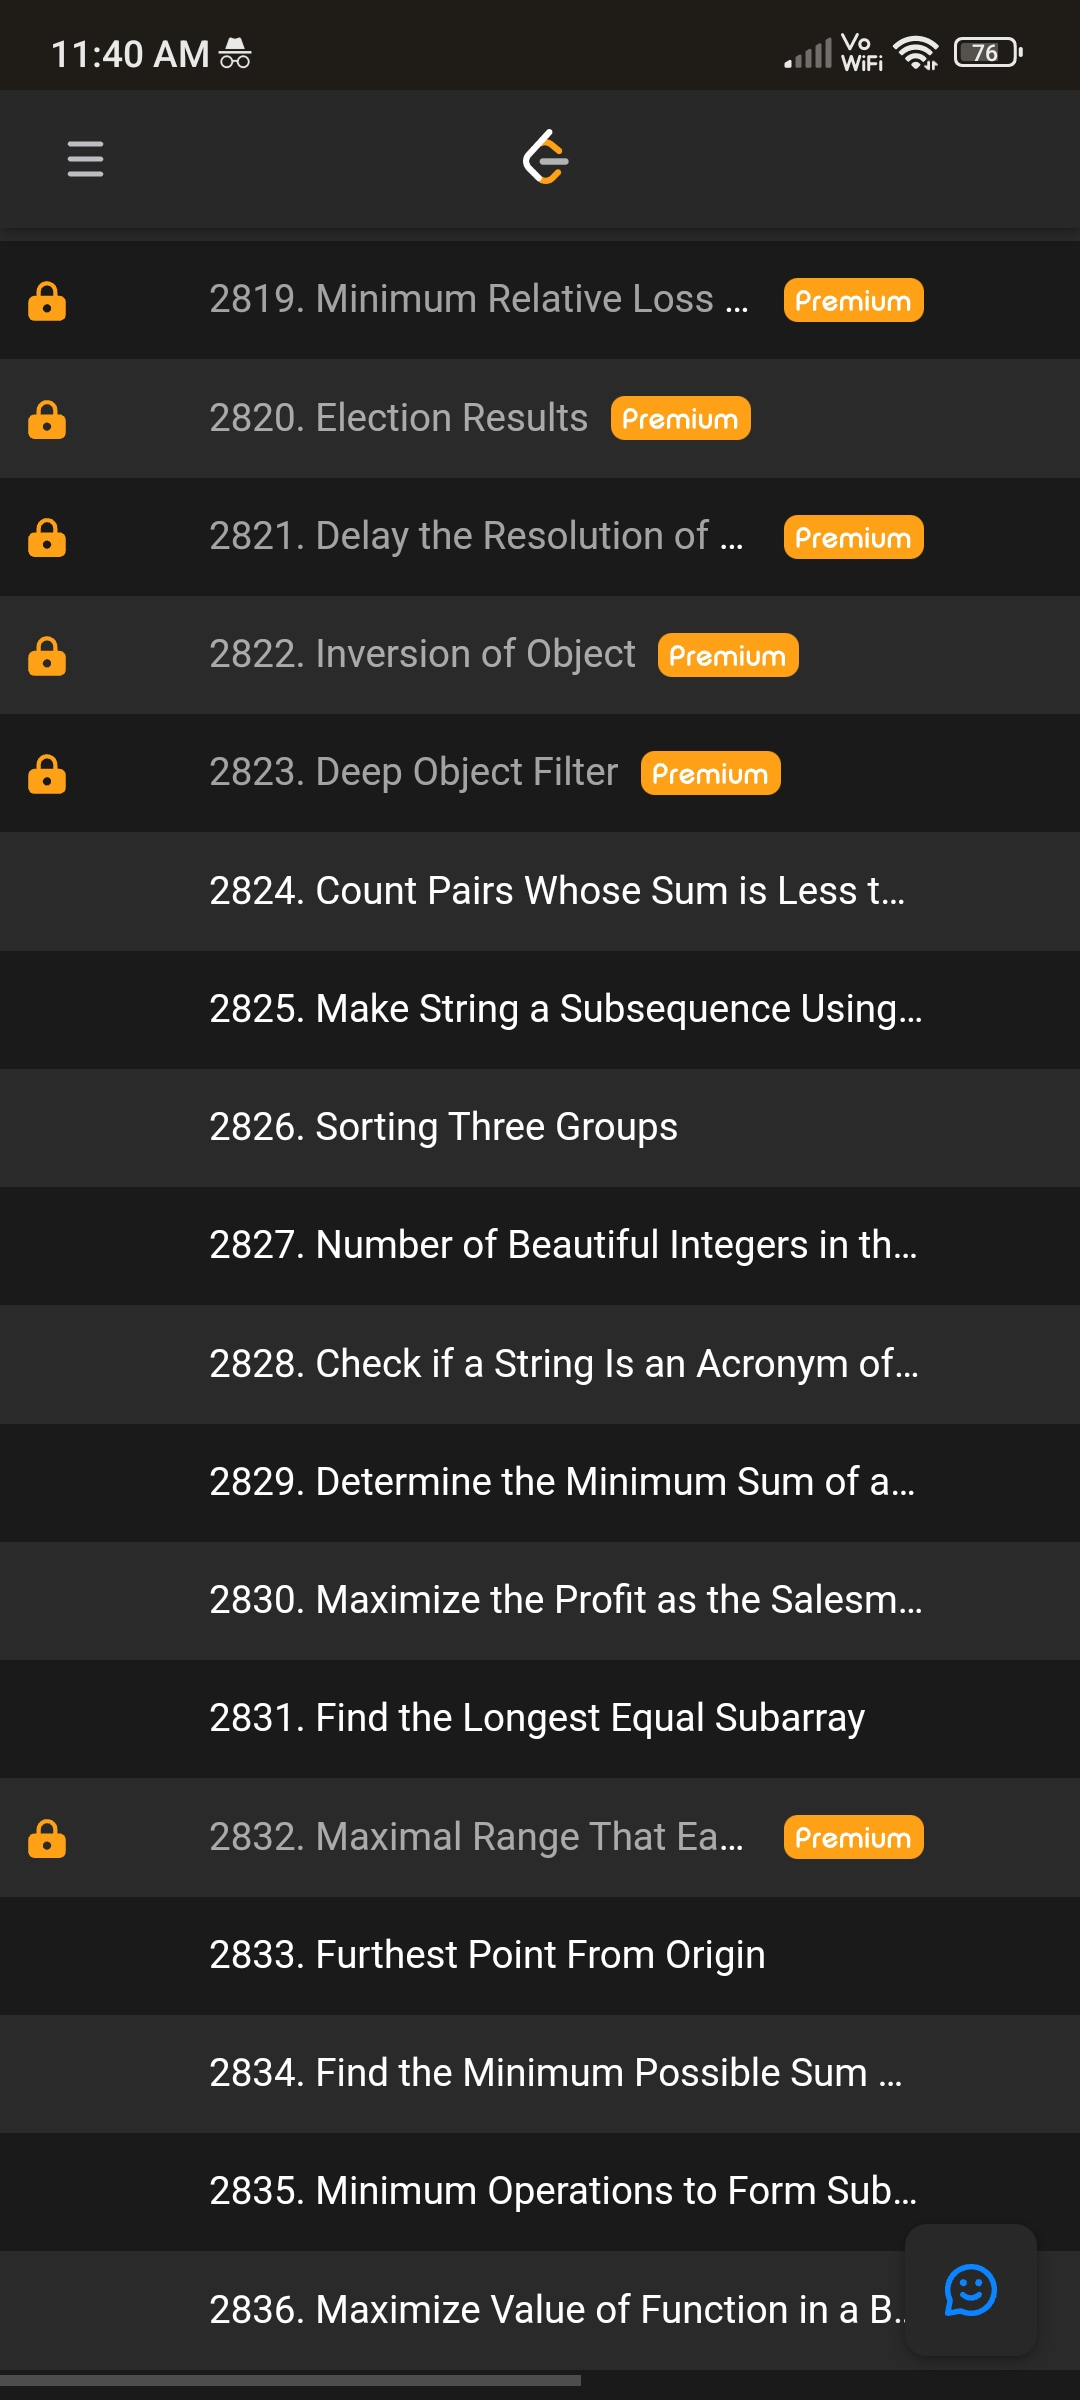 11:40 AM Vo WiFi 76
2819. Minimum Relative Loss ... Premium
2820. Election Results Premium
2821. Delay the Resolution of ... Premium
2822. Inversion of Object Premium
2823. Deep Object Filter Premium
2824. Count Pairs Whose Sum is Less t...
2825. Make String a Subsequence Using...
2826. Sorting Three Groups
2827. Number of Beautiful Integers in th...
2828. Check if a String Is an Acronym of...
2829. Determine the Minimum Sum of a...
2830. Maximize the Profit as the Salesm...
2831. Find the Longest Equal Subarray
2832. Maximal Range That Ea... Premium
2833. Furthest Point From Origin
2834. Find the Minimum Possible Sum ...
2835. Minimum Operations to Form Sub...
2836. Maximize Value of Function in a B...